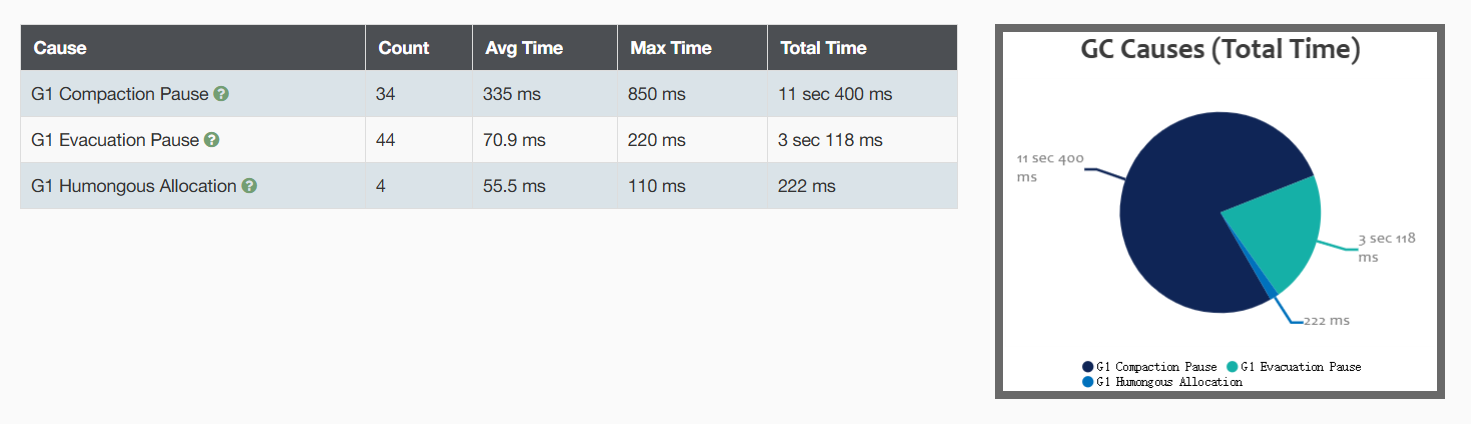 Cause Count Avg Time Max Time Total Time
G1 Compaction Pause ? 34 335 ms 850 ms 11 sec 400 ms
G1 Evacuation Pause ? 44 70.9 ms 220 ms 3 sec 118 ms
G1 Humongous Allocation ? 4 55.5 ms 110 ms 222 ms
GC Causes (Total Time)
11 sec 400
ms
3 sec 118
ms
222 ms
G1 Compaction Pause G1 Evacuation Pause
G1 Humongous Allocation